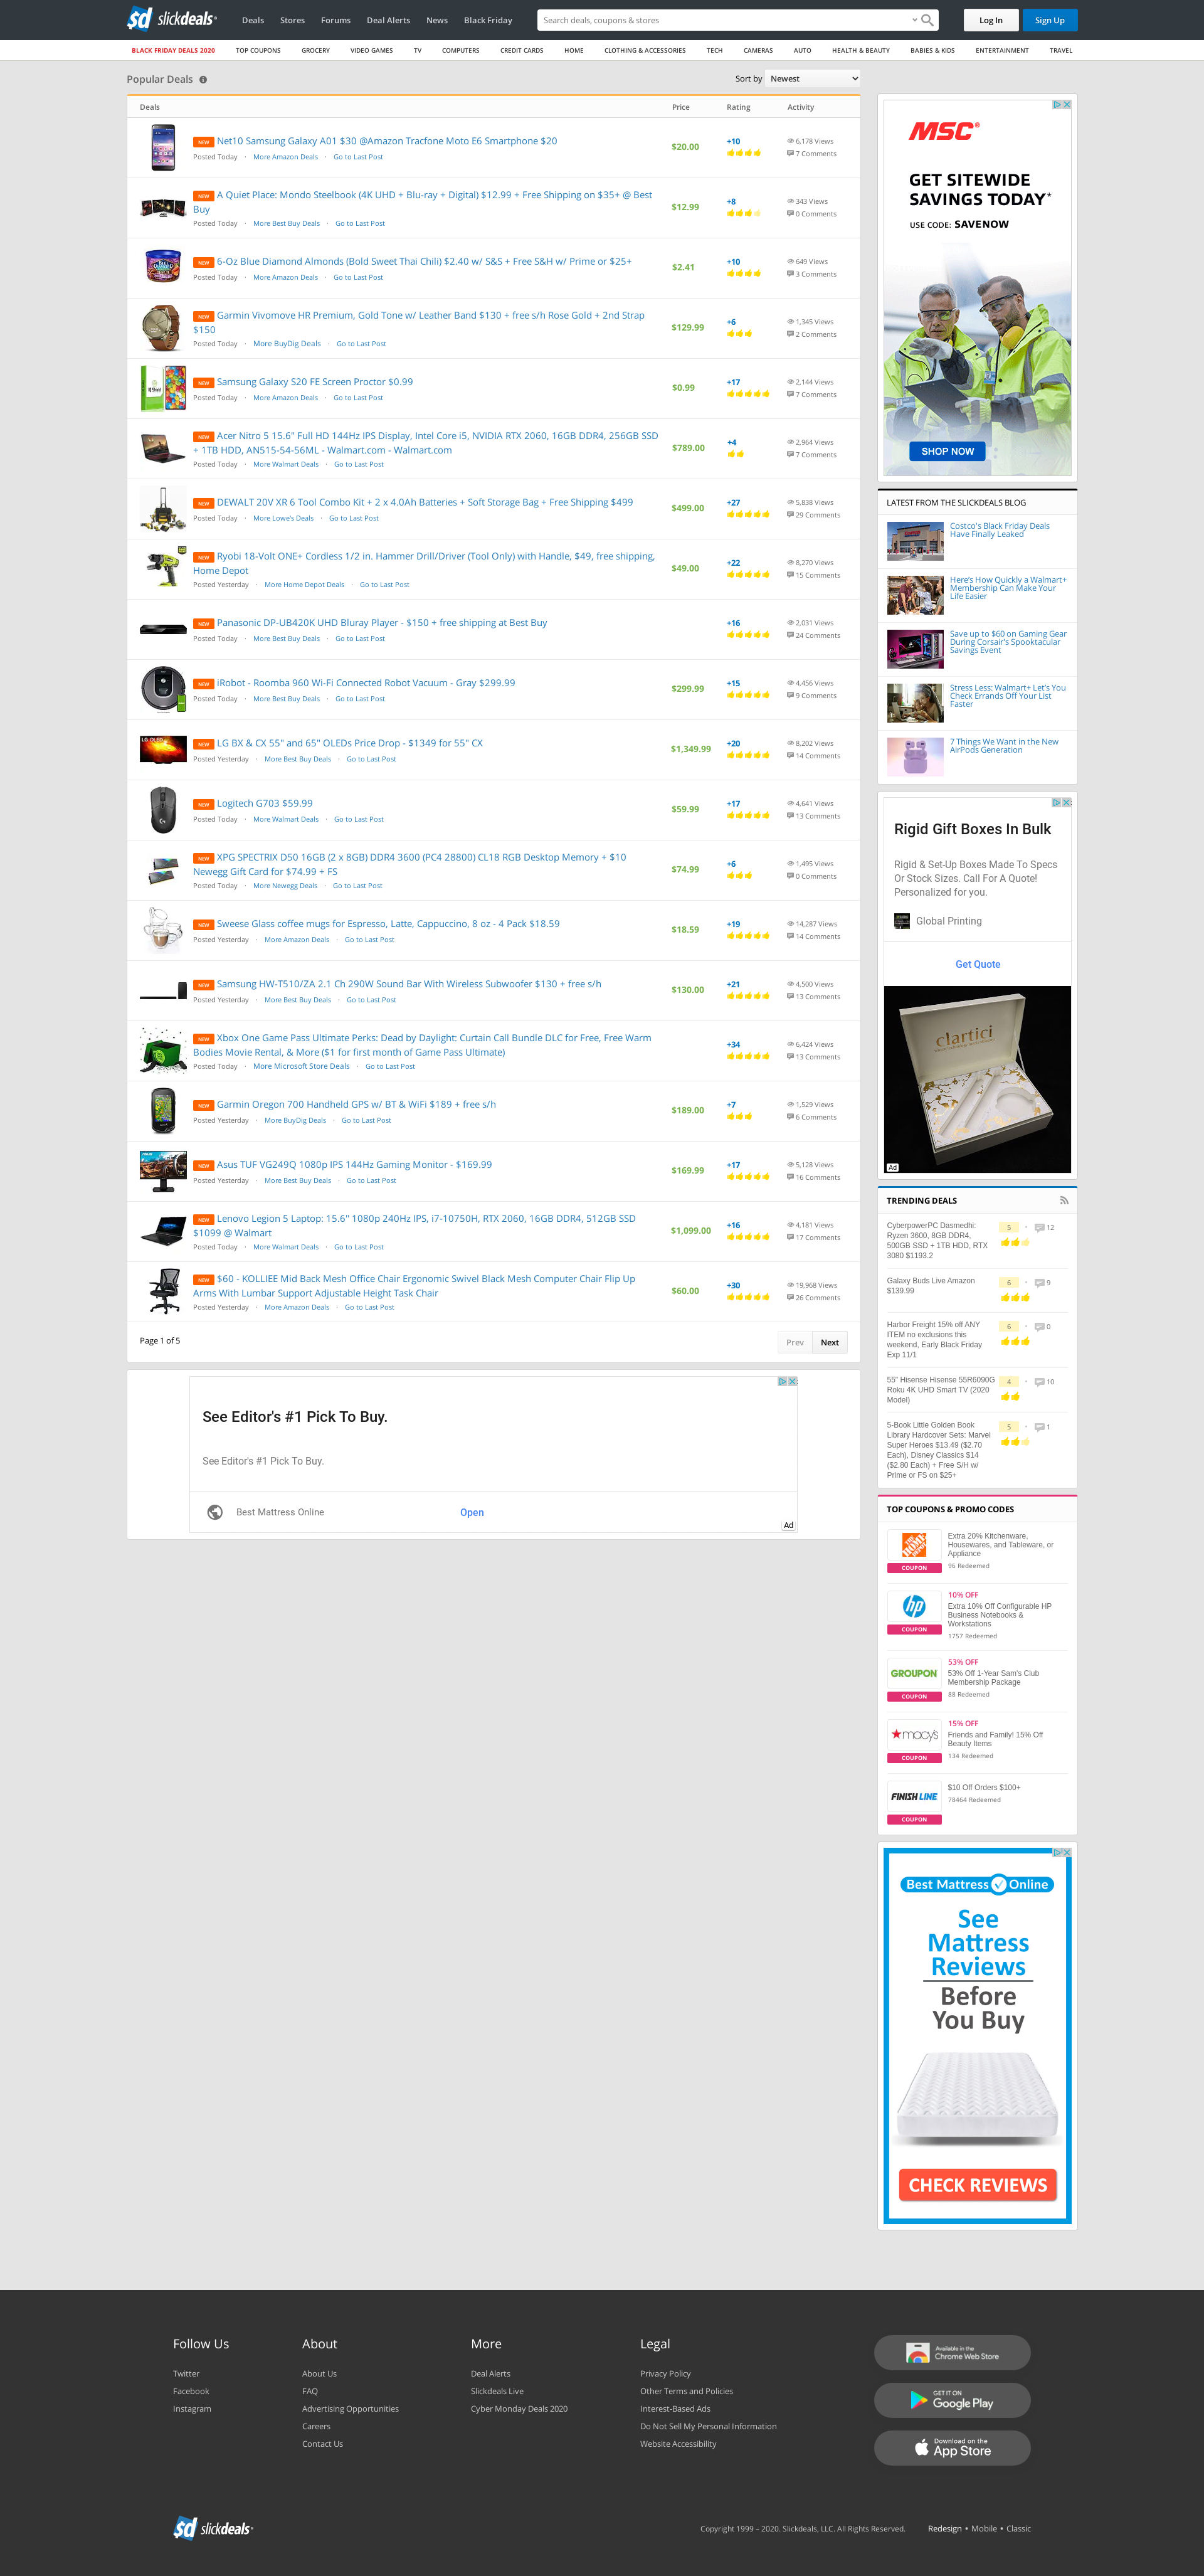 slickdeals
Deals Stores Forums Deal Alerts News Black Friday
Search deals, coupons & stores
Log In Sign Up
BLACK FRIDAY DEALS 2020 TOP COUPONS GROCERY VIDEO GAMES TV COMPUTERS CREDIT CARDS HOME CLOTHING & ACCESSORIES TECH CAMERAS AUTO HEALTH & BEAUTY BABIES & KIDS ENTERTAINMENT TRAVEL
Popular Deals
Sort by Newest
Deals Price Rating Activity
NEW Net10 Samsung Galaxy A01 $30 @Amazon Tracfone Moto E6 Smartphone $20
Posted Today · More Amazon Deals · Go to Last Post
$20.00
+10
6,178 Views
7 Comments
NEW A Quiet Place: Mondo Steelbook (4K UHD + Blu-ray + Digital) $12.99 + Free Shipping on $35+ @ Best
Buy
Posted Today · More Best Buy Deals · Go to Last Post
$12.99
+8
343 Views
0 Comments
NEW 6-Oz Blue Diamond Almonds (Bold Sweet Thai Chili) $2.40 w/ S&S + Free S&H w/ Prime or $25+
Posted Today · More Amazon Deals · Go to Last Post
$2.41
+10
649 Views
3 Comments
NEW Garmin Vivomove HR Premium, Gold Tone w/ Leather Band $130 + free s/h Rose Gold + 2nd Strap
$150
Posted Today · More BuyDig Deals · Go to Last Post
$129.99
+6
1,345 Views
2 Comments
NEW Samsung Galaxy S20 FE Screen Proctor $0.99
Posted Today · More Amazon Deals · Go to Last Post
$0.99
+17
2,144 Views
7 Comments
NEW Acer Nitro 5 15.6" Full HD 144Hz IPS Display, Intel Core i5, NVIDIA RTX 2060, 16GB DDR4, 256GB SSD
+ 1TB HDD, AN515-54-56ML - Walmart.com - Walmart.com
Posted Today · More Walmart Deals · Go to Last Post
$789.00
+4
2,964 Views
7 Comments
NEW DEWALT 20V XR 6 Tool Combo Kit + 2 x 4.0Ah Batteries + Soft Storage Bag + Free Shipping $499
Posted Today · More Lowe's Deals · Go to Last Post
$499.00
+27
5,838 Views
29 Comments
NEW Ryobi 18-Volt ONE+ Cordless 1/2 in. Hammer Drill/Driver (Tool Only) with Handle, $49, free shipping,
Home Depot
Posted Yesterday · More Home Depot Deals · Go to Last Post
$49.00
+22
8,270 Views
15 Comments
NEW Panasonic DP-UB420K UHD Bluray Player - $150 + free shipping at Best Buy
Posted Today · More Best Buy Deals · Go to Last Post
+16
2,031 Views
24 Comments
NEW iRobot - Roomba 960 Wi-Fi Connected Robot Vacuum - Gray $299.99
Posted Today · More Best Buy Deals · Go to Last Post
$299.99
+15
4,456 Views
9 Comments
NEW LG BX & CX 55" and 65" OLEDs Price Drop - $1349 for 55" CX
Posted Yesterday · More Best Buy Deals · Go to Last Post
$1,349.99
+20
8,202 Views
14 Comments
NEW Logitech G703 $59.99
Posted Today · More Walmart Deals · Go to Last Post
$59.99
+17
4,641 Views
13 Comments
NEW XPG SPECTRIX D50 16GB (2 x 8GB) DDR4 3600 (PC4 28800) CL18 RGB Desktop Memory + $10
Newegg Gift Card for $74.99 + FS
Posted Today · More Newegg Deals · Go to Last Post
$74.99
+6
1,495 Views
0 Comments
NEW Sweese Glass coffee mugs for Espresso, Latte, Cappuccino, 8 oz - 4 Pack $18.59
Posted Yesterday · More Amazon Deals · Go to Last Post
$18.59
+19
14,287 Views
14 Comments
NEW Samsung HW-T510/ZA 2.1 Ch 290W Sound Bar With Wireless Subwoofer $130 + free s/h
Posted Yesterday · More Best Buy Deals · Go to Last Post
$130.00
+21
4,500 Views
13 Comments
NEW Xbox One Game Pass Ultimate Perks: Dead by Daylight: Curtain Call Bundle DLC for Free, Free Warm
Bodies Movie Rental, & More ($1 for first month of Game Pass Ultimate)
Posted Today · More Microsoft Store Deals · Go to Last Post
+34
6,424 Views
13 Comments
NEW Garmin Oregon 700 Handheld GPS w/ BT & WiFi $189 + free s/h
Posted Yesterday · More BuyDig Deals · Go to Last Post
$189.00
+7
1,529 Views
6 Comments
NEW Asus TUF VG249Q 1080p IPS 144Hz Gaming Monitor - $169.99
Posted Yesterday · More Best Buy Deals · Go to Last Post
$169.99
+17
5,128 Views
16 Comments
NEW Lenovo Legion 5 Laptop: 15.6'' 1080p 240Hz IPS, i7-10750H, RTX 2060, 16GB DDR4, 512GB SSD
$1099 @ Walmart
Posted Today · More Walmart Deals · Go to Last Post
$1,099.00
+16
4,181 Views
17 Comments
NEW $60 - KOLLIEE Mid Back Mesh Office Chair Ergonomic Swivel Black Mesh Computer Chair Flip Up
Arms With Lumbar Support Adjustable Height Task Chair
Posted Yesterday · More Amazon Deals · Go to Last Post
$60.00
+30
19,968 Views
26 Comments
Page 1 of 5
Prev Next
See Editor's #1 Pick To Buy.
See Editor's #1 Pick To Buy.
Best Mattress Online
Open
Ad
MSC
GET SITEWIDE
SAVINGS TODAY*
USE CODE: SAVENOW
SHOP NOW
LATEST FROM THE SLICKDEALS BLOG
Costco's Black Friday Deals
Have Finally Leaked
Here's How Quickly a Walmart+
Membership Can Make Your
Life Easier
Save up to $60 on Gaming Gear
During Corsair's Spooktacular
Savings Event
Stress Less: Walmart+ Let's You
Check Errands Off Your List
Faster
7 Things We Want in the New
AirPods Generation
Rigid Gift Boxes In Bulk
Rigid & Set-Up Boxes Made To Specs
Or Stock Sizes. Call For A Quote!
Personalized for you.
Global Printing
Get Quote
clartici
Ad
TRENDING DEALS
CyberpowerPC Dasmedhi:
Ryzen 3600, 8GB DDR4,
500GB SSD + 1TB HDD, RTX
3080 $1193.2
5 • 12
Galaxy Buds Live Amazon
$139.99
6 • 9
Harbor Freight 15% off ANY
ITEM no exclusions this
weekend, Early Black Friday
Exp 11/1
6 • 0
55" Hisense Hisense 55R6090G
Roku 4K UHD Smart TV (2020
Model)
4 • 10
5-Book Little Golden Book
Library Hardcover Sets: Marvel
Super Heroes $13.49 ($2.70
Each), Disney Classics $14
($2.80 Each) + Free S/H w/
Prime or FS on $25+
5 • 1
TOP COUPONS & PROMO CODES
COUPON
Extra 20% Kitchenware,
Housewares, and Tableware, or
Appliance
96 Redeemed
hp
COUPON
10% OFF
Extra 10% Off Configurable HP
Business Notebooks &
Workstations
1757 Redeemed
GROUPON
COUPON
53% OFF
53% Off 1-Year Sam's Club
Membership Package
88 Redeemed
macy's
COUPON
15% OFF
Friends and Family! 15% Off
Beauty Items
134 Redeemed
FINISH LINE
COUPON
$10 Off Orders $100+
78464 Redeemed
Best Mattress Online
See
Mattress
Reviews
Before
You Buy
CHECK REVIEWS
Follow Us
Twitter
Facebook
Instagram
About
About Us
FAQ
Advertising Opportunities
Careers
Contact Us
More
Deal Alerts
Slickdeals Live
Cyber Monday Deals 2020
Legal
Privacy Policy
Other Terms and Policies
Interest-Based Ads
Do Not Sell My Personal Information
Website Accessibility
Available in the
Chrome Web Store
GET IT ON
Google Play
Download on the
App Store
slickdeals
Copyright 1999 – 2020. Slickdeals, LLC. All Rights Reserved.
Redesign • Mobile • Classic